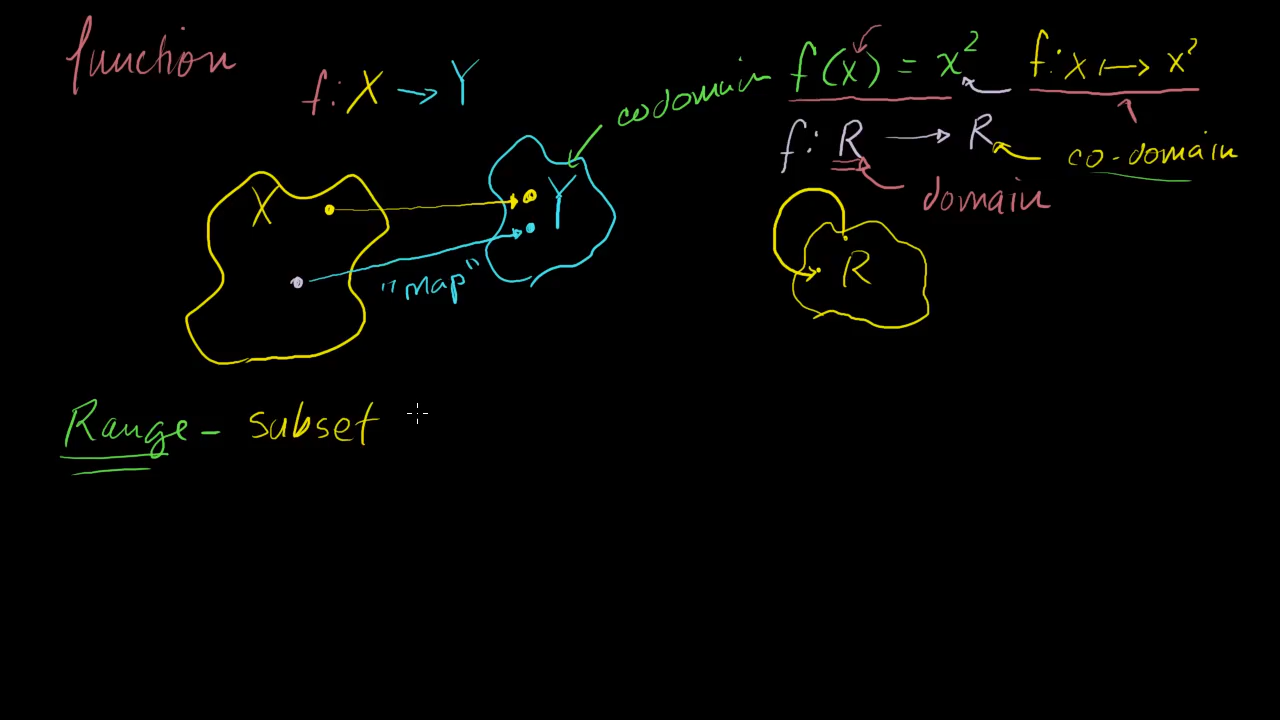 function
f: X → Y
codomain
X
Y
"map"
f(x) = x²
f: x ↦ x²
f: R → R
co-domain
domain
R
Range - subset